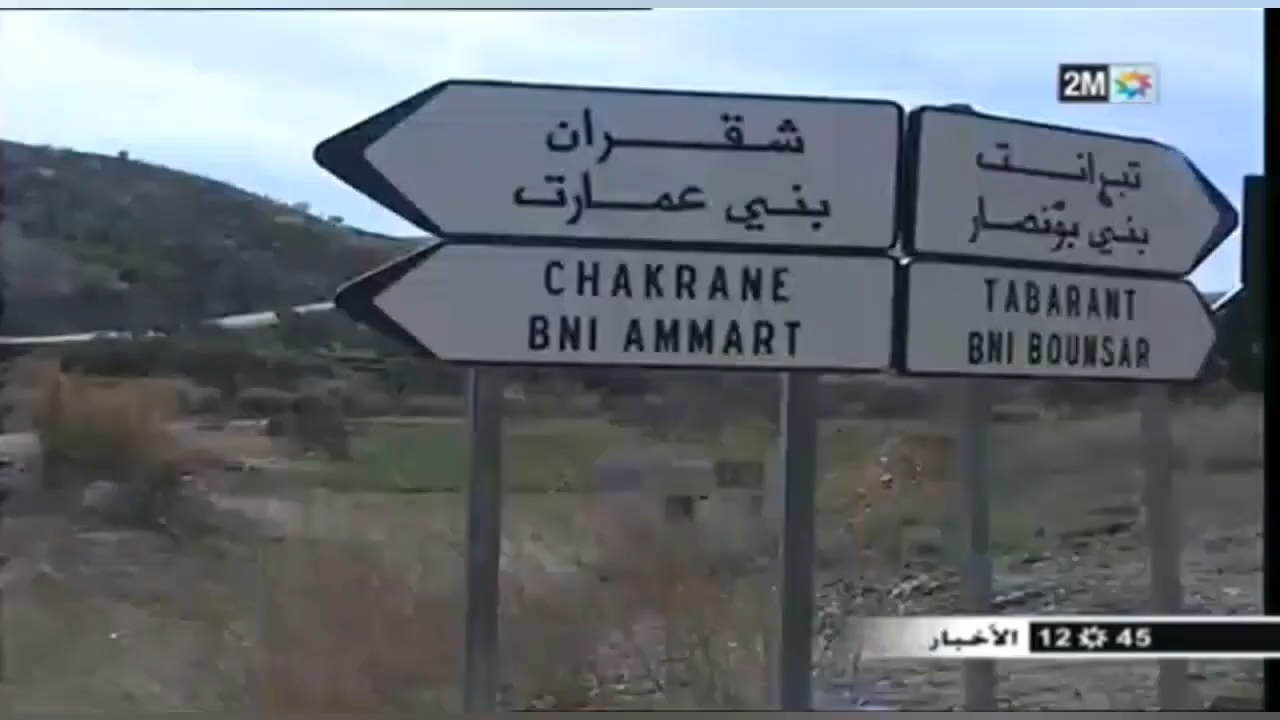 2M
شقران
بني عمارت
تبرانت
بني بونصار
CHAKRANE
BNI AMMART
TABARANT
BNI BOUNSAR
الأخبار 12 45